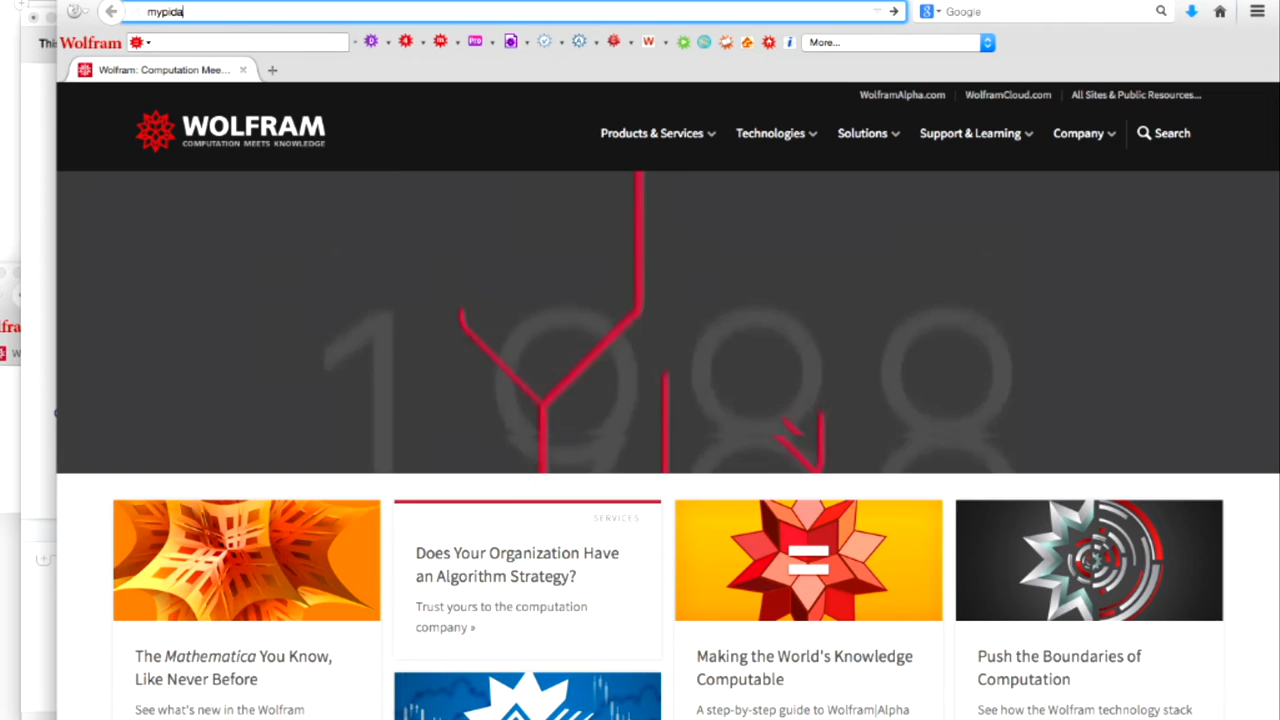 mypida
Google
This
Wolfram
Pro
W
i
More...
Wolfram: Computation Mee...
WolframAlpha.com
WolframCloud.com
All Sites & Public Resources...
WOLFRAM
COMPUTATION MEETS KNOWLEDGE
Products & Services
Technologies
Solutions
Support & Learning
Company
Search
1988
lfra
W
SERVICES
Does Your Organization Have
an Algorithm Strategy?
Trust yours to the computation
company »
The Mathematica You Know,
Like Never Before
See what's new in the Wolfram
Making the World's Knowledge
Computable
A step-by-step guide to Wolfram|Alpha
Push the Boundaries of
Computation
See how the Wolfram technology stack